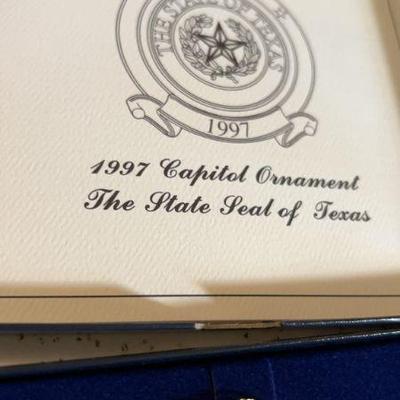 THE STATE OF TEXAS
1997
1997 Capitol Ornament
The State Seal of Texas